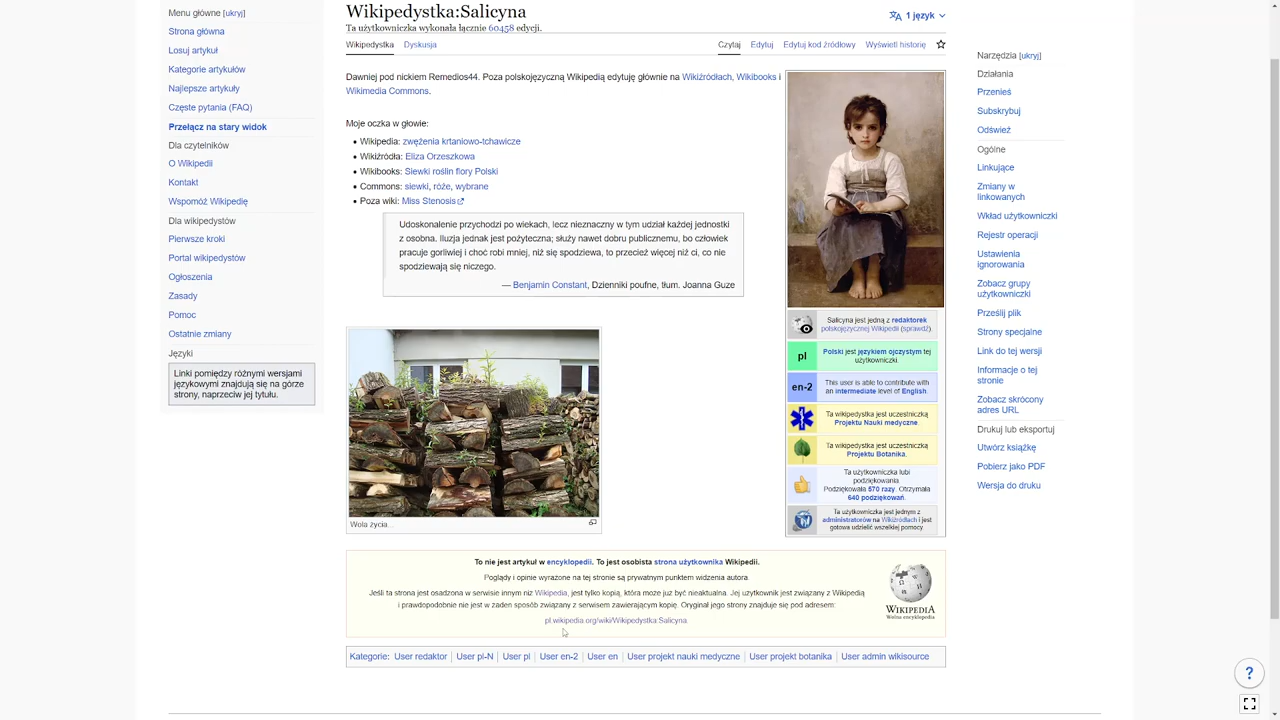 Menu główne [ukryj]
Strona główna
Losuj artykuł
Kategorie artykułów
Najlepsze artykuły
Częste pytania (FAQ)
Przełącz na stary widok
Dla czytelników
O Wikipedii
Kontakt
Wspomóż Wikipedię
Dla wikipedystów
Pierwsze kroki
Portal wikipedystów
Ogłoszenia
Zasady
Pomoc
Ostatnie zmiany
Języki
Linki pomiędzy różnymi wersjami
językowymi znajdują się na górze
strony, naprzeciw jej tytułu.
Wikipedystka:Salicyna
1 język
Ta użytkowniczka wykonała łącznie 60458 edycji.
Wikipedystka Dyskusja
Czytaj Edytuj Edytuj kod źródłowy Wyświetl historię
Dawniej pod nickiem Remedios44. Poza polskojęzyczną Wikipedią edytuję głównie na Wikiźródłach, Wikibooks i
Wikimedia Commons.
Moje oczka w głowie:
Wikipedia: zwężenia krtaniowo-tchawicze
Wikiźródła: Eliza Orzeszkowa
Wikibooks: Siewki roślin flory Polski
Commons: siewki, róże, wybrane
Poza wiki: Miss Stenosis
Udoskonalenie przychodzi po wiekach, lecz nieznaczny w tym udział każdej jednostki
z osobna. Iluzja jednak jest pożyteczna; służy nawet dobru publicznemu, bo człowiek
pracuje gorliwiej i choć robi mniej, niż się spodziewa, to przecież więcej niż ci, co nie
spodziewają się niczego.
— Benjamin Constant, Dzienniki poufne, tłum. Joanna Guze
Wola życia...
Salicyna jest jedną z redaktorek
polskojęzycznej Wikipedii (sprawdź).
pl
Polski jest językiem ojczystym tej
użytkowniczki.
en-2
This user is able to contribute with
an intermediate level of English.
Ta wikipedystka jest uczestniczką
Projektu Nauki medyczne.
Ta wikipedystka jest uczestniczką
Projektu Botanika.
Ta użytkowniczka lubi
podziękowania.
Podziękowała 570 razy. Otrzymała
640 podziękowań.
Ta użytkowniczka jest jednym z
administratorów na Wikiźródłach i jest
gotowa udzielić wszelkiej pomocy
To nie jest artykuł w encyklopedii. To jest osobista strona użytkownika Wikipedii.
Poglądy i opinie wyrażone na tej stronie są prywatnym punktem widzenia autora.
Jeśli ta strona jest osadzona w serwisie innym niż Wikipedia, jest tylko kopią, która może już być nieaktualna. Jej użytkownik jest związany z Wikipedią
i prawdopodobnie nie jest w żaden sposób związany z serwisem zawierającym kopię. Oryginał jego strony znajduje się pod adresem:
pl.wikipedia.org/wiki/Wikipedystka:Salicyna.
WIKIPEDIA
Wolna encyklopedia
Kategorie: User redaktor | User pl-N | User pl | User en-2 | User en | User projekt nauki medyczne | User projekt botanika | User admin wikisource
Narzędzia [ukryj]
Działania
Przenieś
Subskrybuj
Odśwież
Ogólne
Linkujące
Zmiany w
linkowanych
Wkład użytkowniczki
Rejestr operacji
Ustawienia
ignorowania
Zobacz grupy
użytkowniczki
Prześlij plik
Strony specjalne
Link do tej wersji
Informacje o tej
stronie
Zobacz skrócony
adres URL
Drukuj lub eksportuj
Utwórz książkę
Pobierz jako PDF
Wersja do druku
?